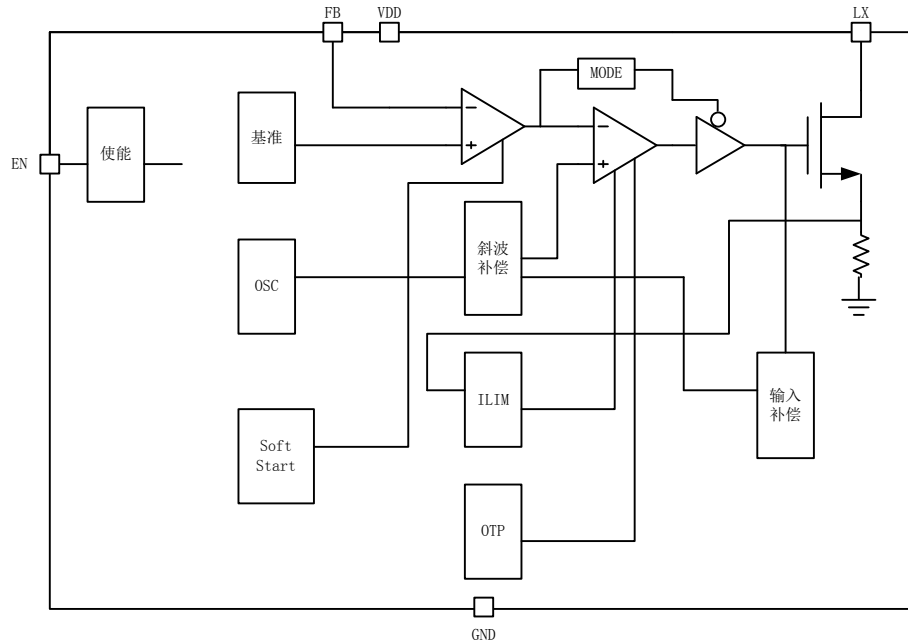 FB
VDD
LX
MODE
EN
使能
基准
斜波
补偿
OSC
ILIM
输入
补偿
Soft
Start
OTP
GND